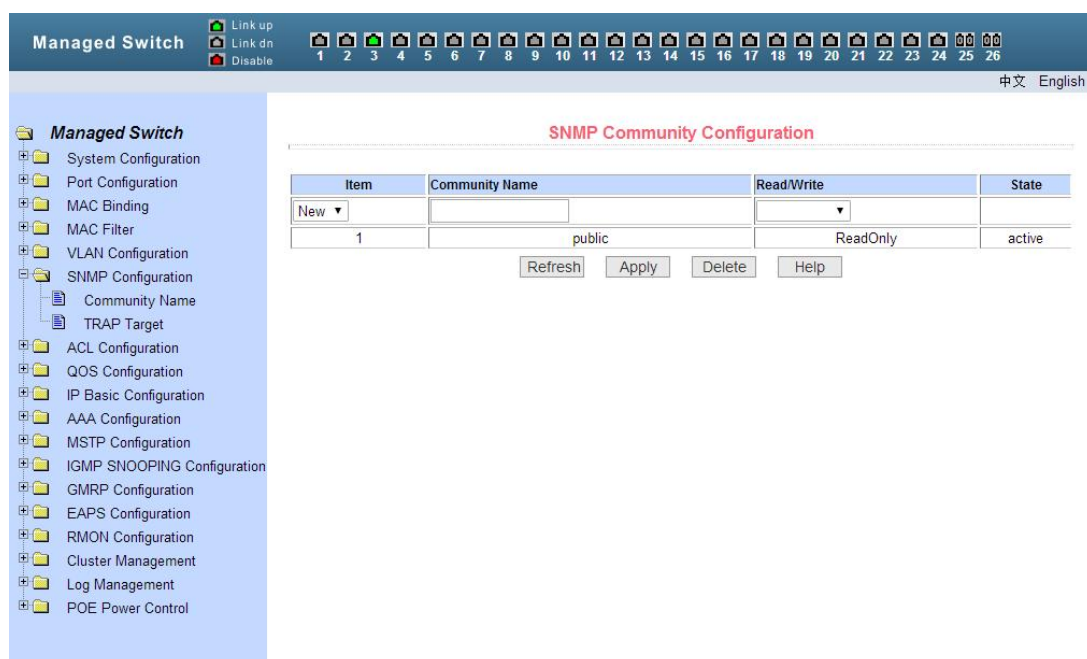 Managed Switch
Link up
Link dn
Disable
1 2 3 4 5 6 7 8 9 10 11 12 13 14 15 16 17 18 19 20 21 22 23 24 25 26
中文 English
Managed Switch
System Configuration
Port Configuration
MAC Binding
MAC Filter
VLAN Configuration
SNMP Configuration
Community Name
TRAP Target
ACL Configuration
QOS Configuration
IP Basic Configuration
AAA Configuration
MSTP Configuration
IGMP SNOOPING Configuration
GMRP Configuration
EAPS Configuration
RMON Configuration
Cluster Management
Log Management
POE Power Control
SNMP Community Configuration
Item Community Name Read/Write State
New
1 public ReadOnly active
Refresh Apply Delete Help